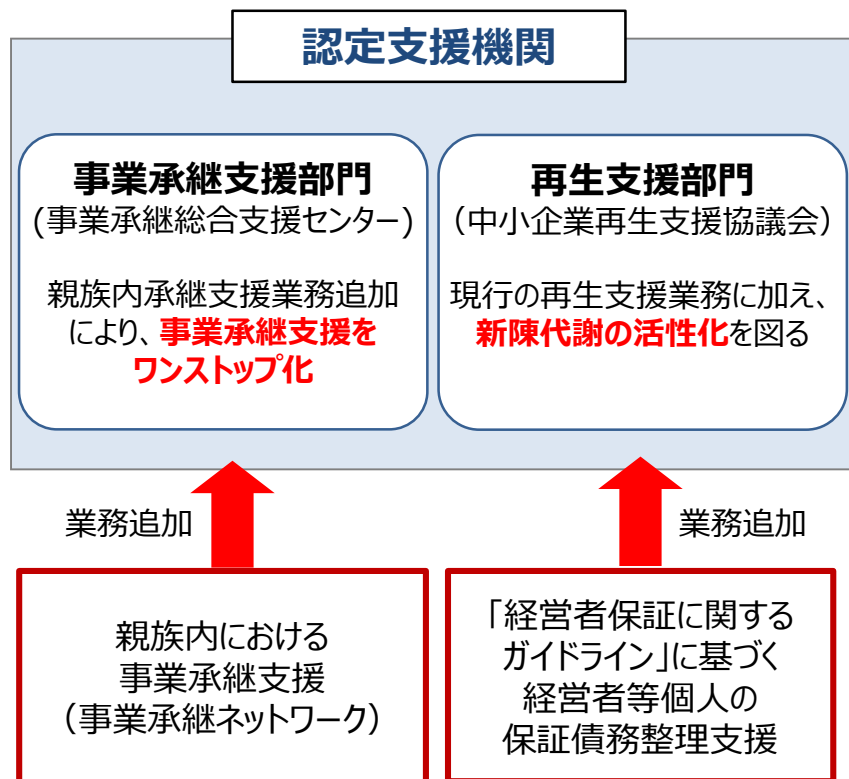 認定支援機関
事業承継支援部門
(事業承継総合支援センター)
親族内承継支援業務追加
により、事業承継支援を
ワンストップ化
再生支援部門
（中小企業再生支援協議会）
現行の再生支援業務に加え、
新陳代謝の活性化を図る
業務追加
業務追加
親族内における
事業承継支援
（事業承継ネットワーク）
「経営者保証に関する
ガイドライン」に基づく
経営者等個人の
保証債務整理支援